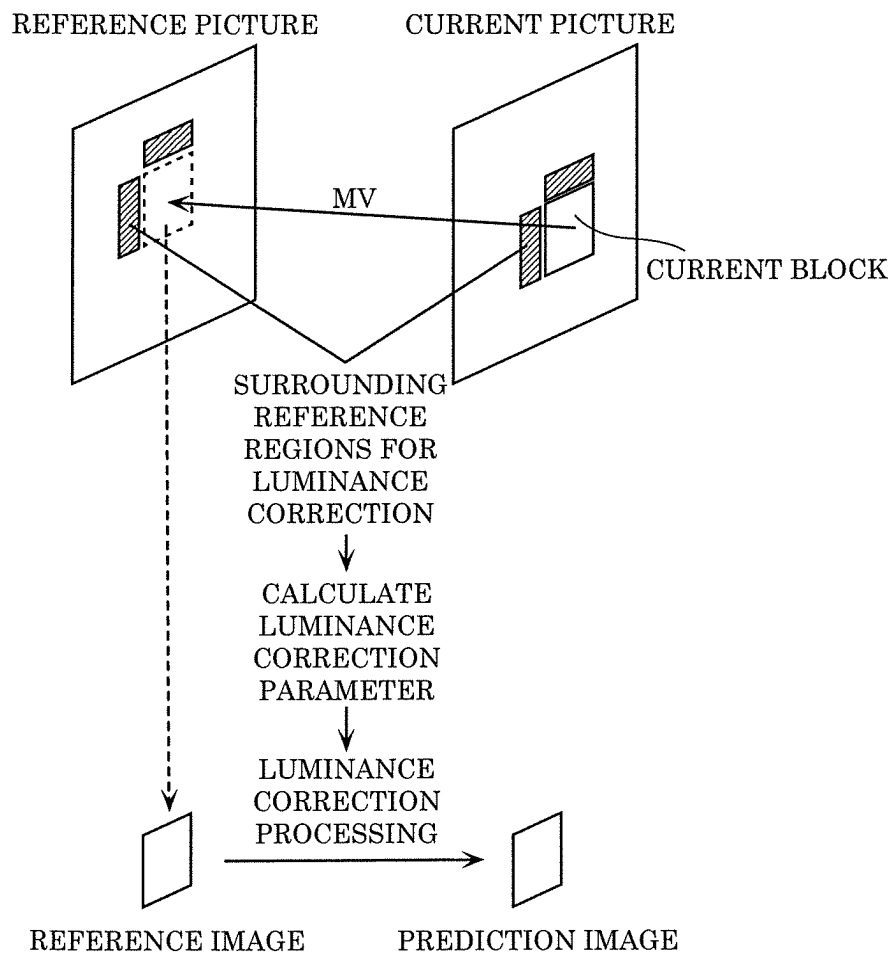 REFERENCE PICTURE
CURRENT PICTURE
MV
CURRENT BLOCK
SURROUNDING
REFERENCE
REGIONS FOR
LUMINANCE
CORRECTION
CALCULATE
LUMINANCE
CORRECTION
PARAMETER
LUMINANCE
CORRECTION
PROCESSING
REFERENCE IMAGE
PREDICTION IMAGE